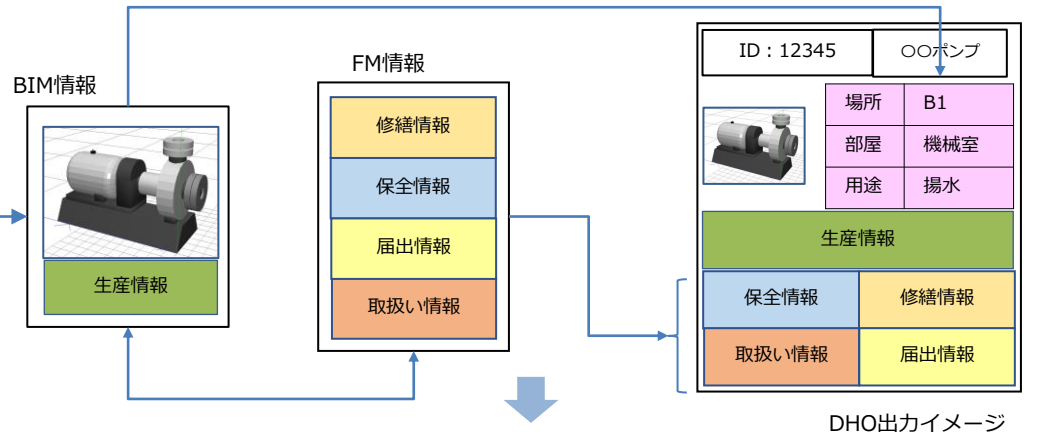 BIM情報
生産情報
FM情報
修繕情報
保全情報
届出情報
取扱い情報
ID：12345
〇〇ポンプ
場所 B1
部屋 機械室
用途 揚水
生産情報
保全情報 修繕情報
取扱い情報 届出情報
DHO出力イメージ